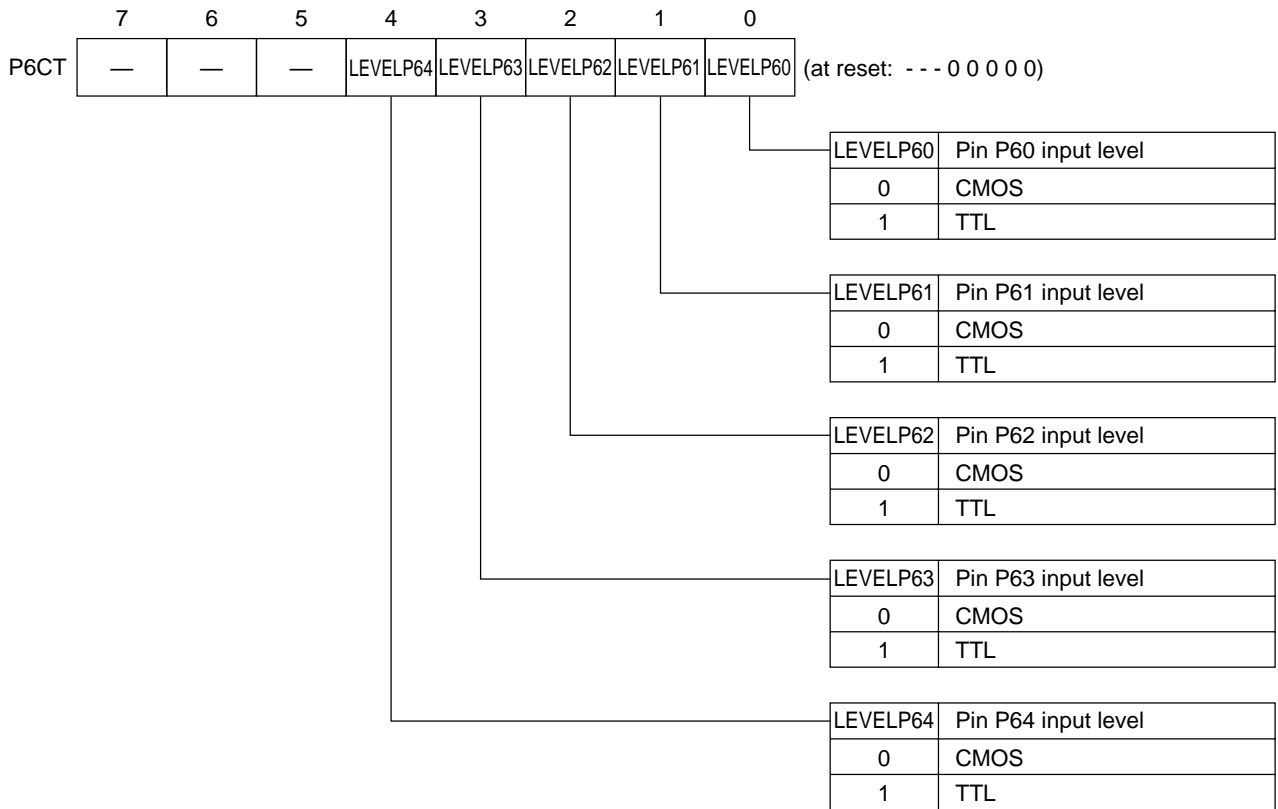 7 6 5 4 3 2 1 0
P6CT — — — LEVELP64 LEVELP63 LEVELP62 LEVELP61 LEVELP60 (at reset: - - - 0 0 0 0 0)
LEVELP60 Pin P60 input level
0 CMOS
1 TTL
LEVELP61 Pin P61 input level
0 CMOS
1 TTL
LEVELP62 Pin P62 input level
0 CMOS
1 TTL
LEVELP63 Pin P63 input level
0 CMOS
1 TTL
LEVELP64 Pin P64 input level
0 CMOS
1 TTL